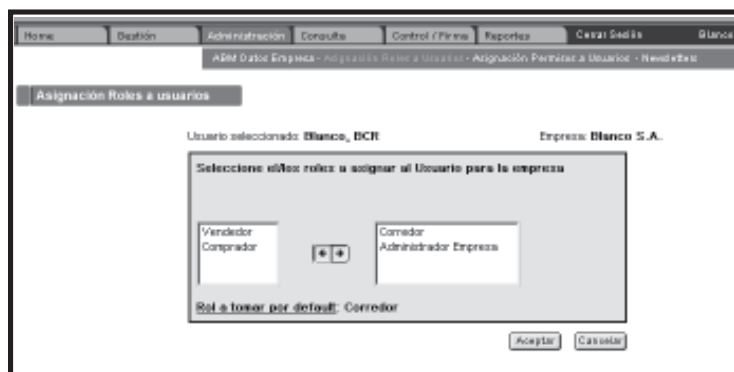 Home Gestión Administración Consulta Control / Firma Reportes Cerrar Sesión Blanco
ABM Datos Empresa - Asignación Roles a Usuarios - Asignación Permisos a Usuarios - Newsletters
Asignación Roles a usuarios
Usuario seleccionado: Blanco, BCR Empresa: Blanco S.A.
Seleccione el/los roles a asignar al Usuario para la empresa
Vendedor Corredor
Comprador Administrador Empresa
Rol a tomar por default: Corredor
Aceptar Cancelar